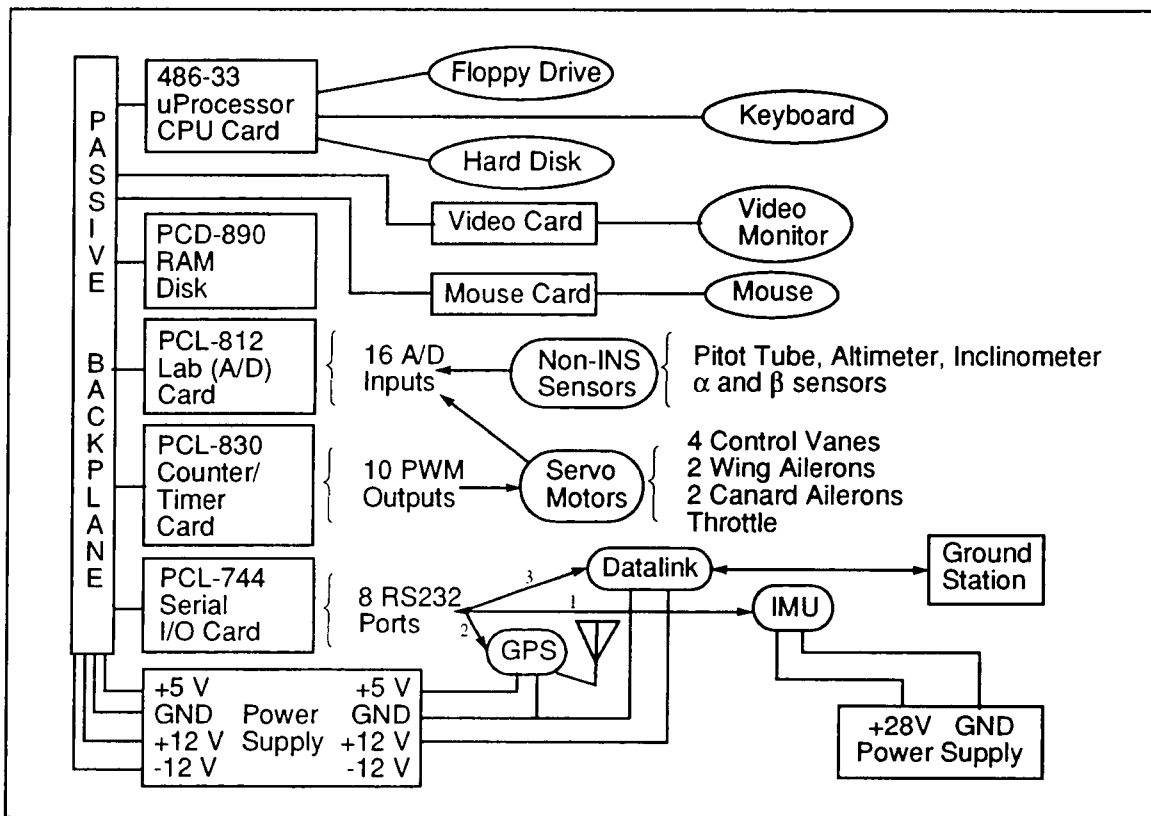 PASSIVE BACKPLANE
486-33
uProcessor
CPU Card
Floppy Drive
Keyboard
Hard Disk
Video Card
Video
Monitor
Mouse Card
Mouse
PCD-890
RAM
Disk
PCL-812
Lab (A/D)
Card
16 A/D
Inputs
Non-INS
Sensors
Pitot Tube, Altimeter, Inclinometer
α and β sensors
PCL-830
Counter/
Timer
Card
10 PWM
Outputs
Servo
Motors
4 Control Vanes
2 Wing Ailerons
2 Canard Ailerons
Throttle
PCL-744
Serial
I/O Card
8 RS232
Ports
3
1
2
Datalink
Ground
Station
IMU
GPS
+5 V
GND
+12 V
-12 V
Power
Supply
+5 V
GND
+12 V
-12 V
+28V GND
Power Supply